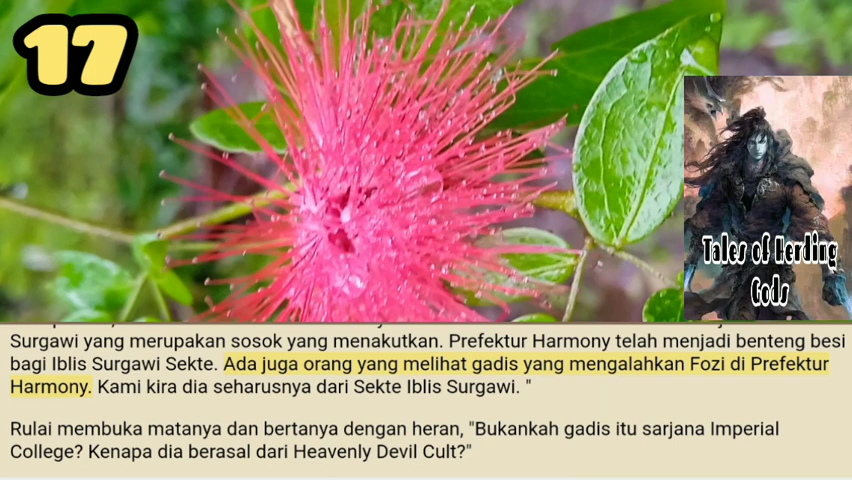 17
Tales of Herding
Gods
Surgawi yang merupakan sosok yang menakutkan. Prefektur Harmony telah menjadi benteng besi
bagi Iblis Surgawi Sekte. Ada juga orang yang melihat gadis yang mengalahkan Fozi di Prefektur
Harmony. Kami kira dia seharusnya dari Sekte Iblis Surgawi. "
Rulai membuka matanya dan bertanya dengan heran, "Bukankah gadis itu sarjana Imperial
College? Kenapa dia berasal dari Heavenly Devil Cult?"